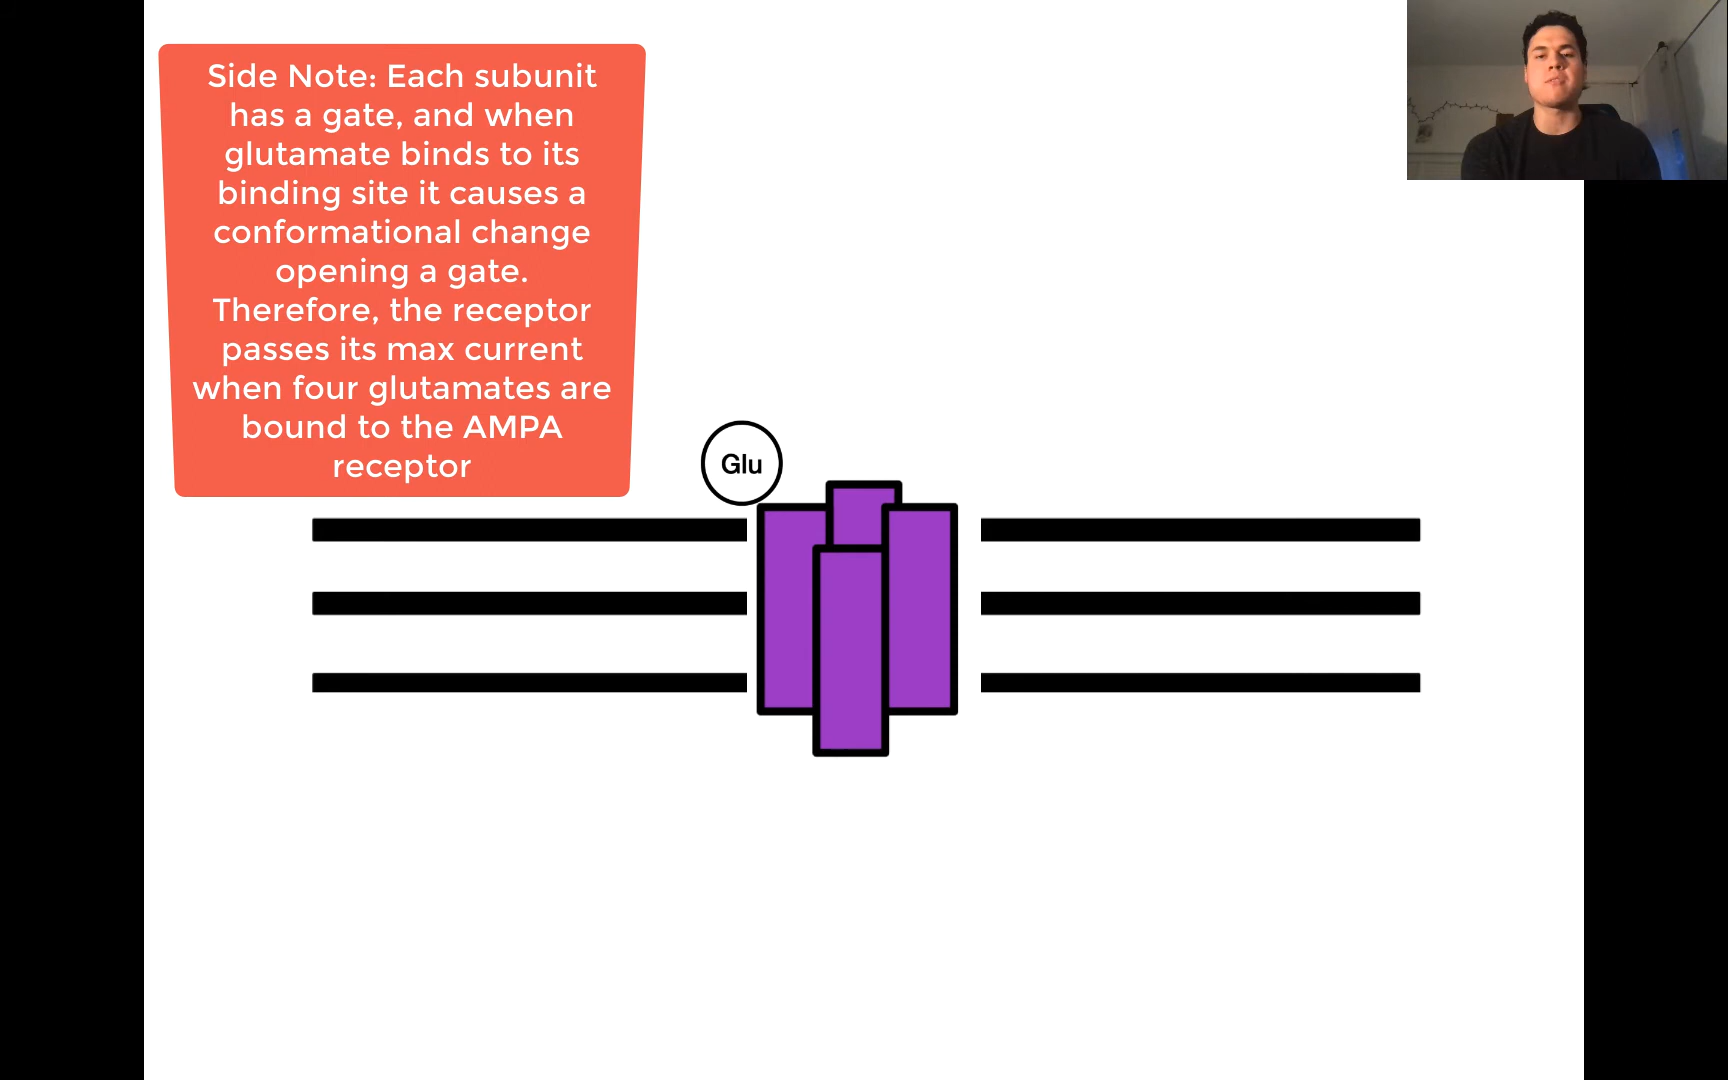 Side Note: Each subunit
has a gate, and when
glutamate binds to its
binding site it causes a
conformational change
opening a gate.
Therefore, the receptor
passes its max current
when four glutamates are
bound to the AMPA
receptor
Glu